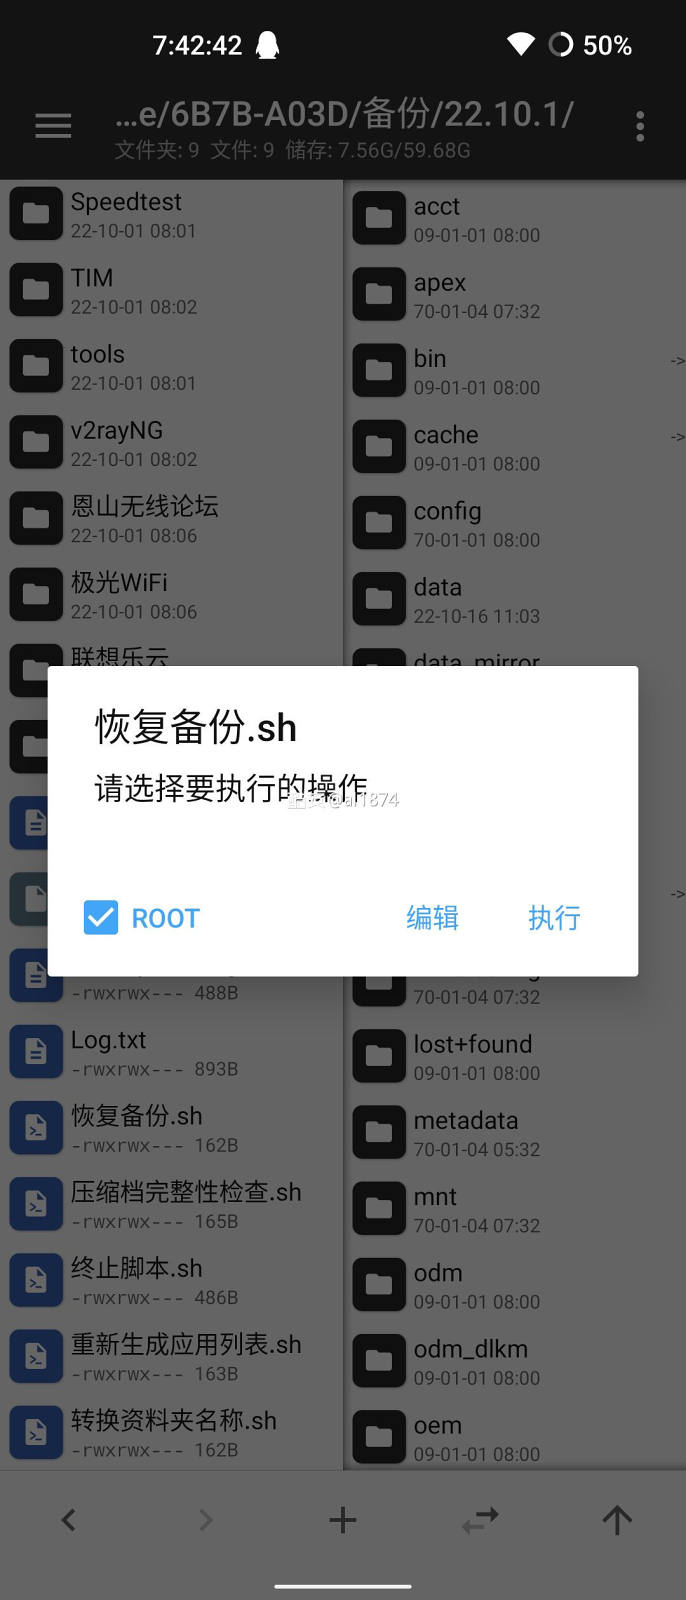 7:42:42
50%
...e/6B7B-A03D/备份/22.10.1/
文件夹: 9 文件: 9 储存: 7.56G/59.68G
Speedtest
22-10-01 08:01
TIM
22-10-01 08:02
tools
22-10-01 08:01
v2rayNG
22-10-01 08:02
恩山无线论坛
22-10-01 08:06
极光WiFi
22-10-01 08:06
联想乐云
-rwxrwx--- 488B
Log.txt
-rwxrwx--- 893B
恢复备份.sh
-rwxrwx--- 162B
压缩档完整性检查.sh
-rwxrwx--- 165B
终止脚本.sh
-rwxrwx--- 486B
重新生成应用列表.sh
-rwxrwx--- 163B
转换资料夹名称.sh
-rwxrwx--- 162B
acct
09-01-01 08:00
apex
70-01-04 07:32
bin
->
09-01-01 08:00
cache
->
09-01-01 08:00
config
70-01-01 08:00
data
22-10-16 11:03
data_mirror
->
70-01-04 07:32
lost+found
09-01-01 08:00
metadata
70-01-04 05:32
mnt
70-01-04 07:32
odm
09-01-01 08:00
odm_dlkm
09-01-01 08:00
oem
09-01-01 08:00
恢复备份.sh
请选择要执行的操作
ROOT
编辑
执行